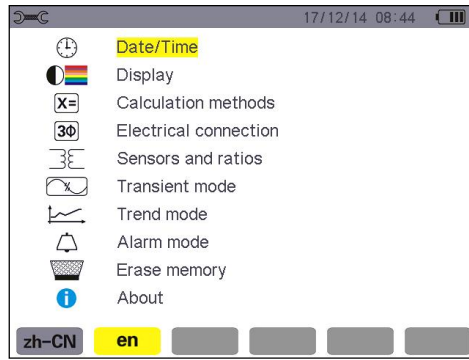 17/12/14 08:44
Date/Time
Display
X= Calculation methods
3Φ Electrical connection
Sensors and ratios
Transient mode
Trend mode
Alarm mode
Erase memory
i About
zh-CN en